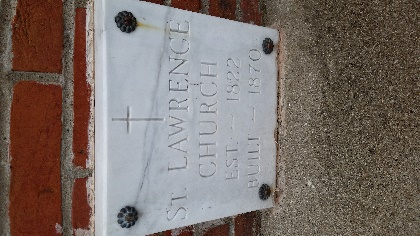 ST. LAWRENCE
CHURCH
EST. — 1822
BUILT — 1870